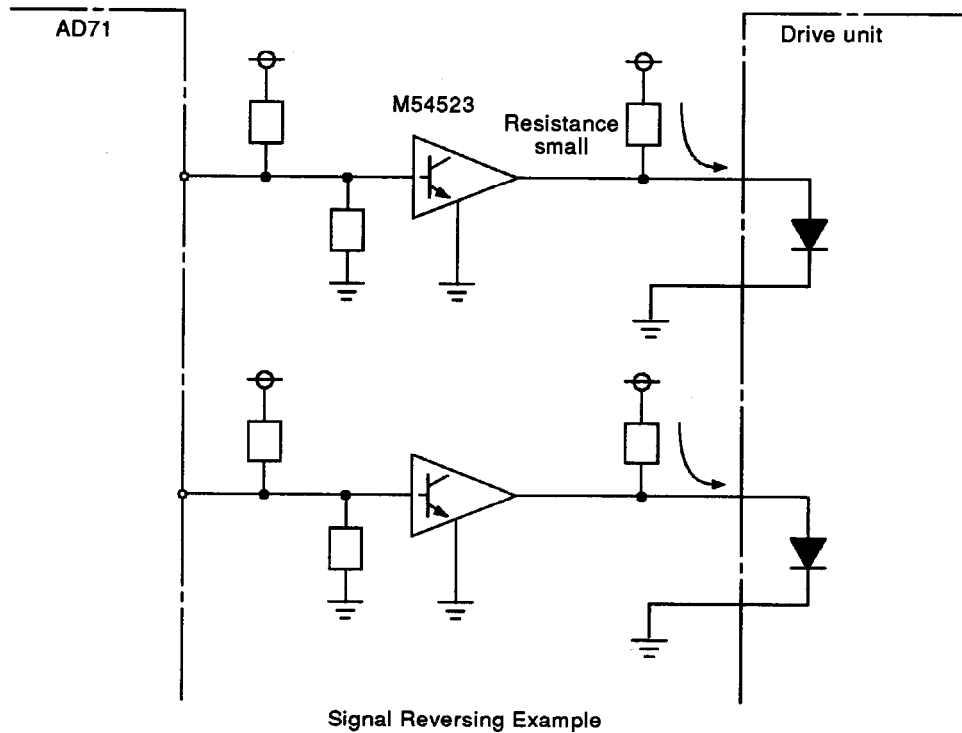 AD71
Drive unit
M54523
Resistance
small
Signal Reversing Example